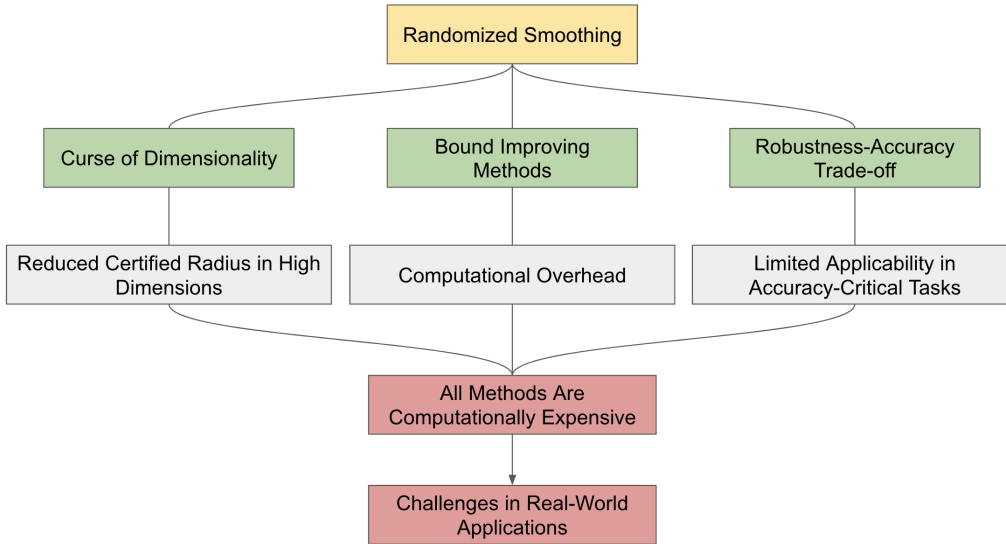 Randomized Smoothing
Curse of Dimensionality
Bound Improving
Methods
Robustness-Accuracy
Trade-off
Reduced Certified Radius in High
Dimensions
Computational Overhead
Limited Applicability in
Accuracy-Critical Tasks
All Methods Are
Computationally Expensive
Challenges in Real-World
Applications